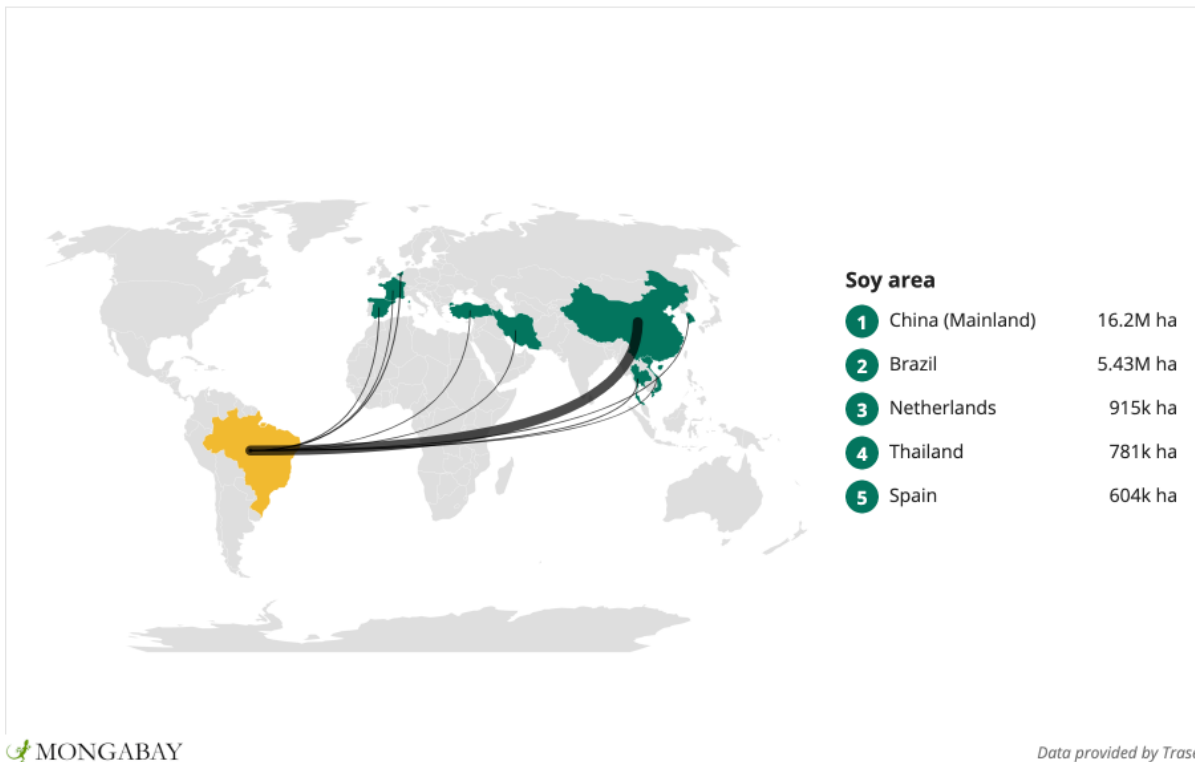 Soy area
1 China (Mainland) 16.2M ha
2 Brazil 5.43M ha
3 Netherlands 915k ha
4 Thailand 781k ha
5 Spain 604k ha
MONGABAY
Data provided by Trase